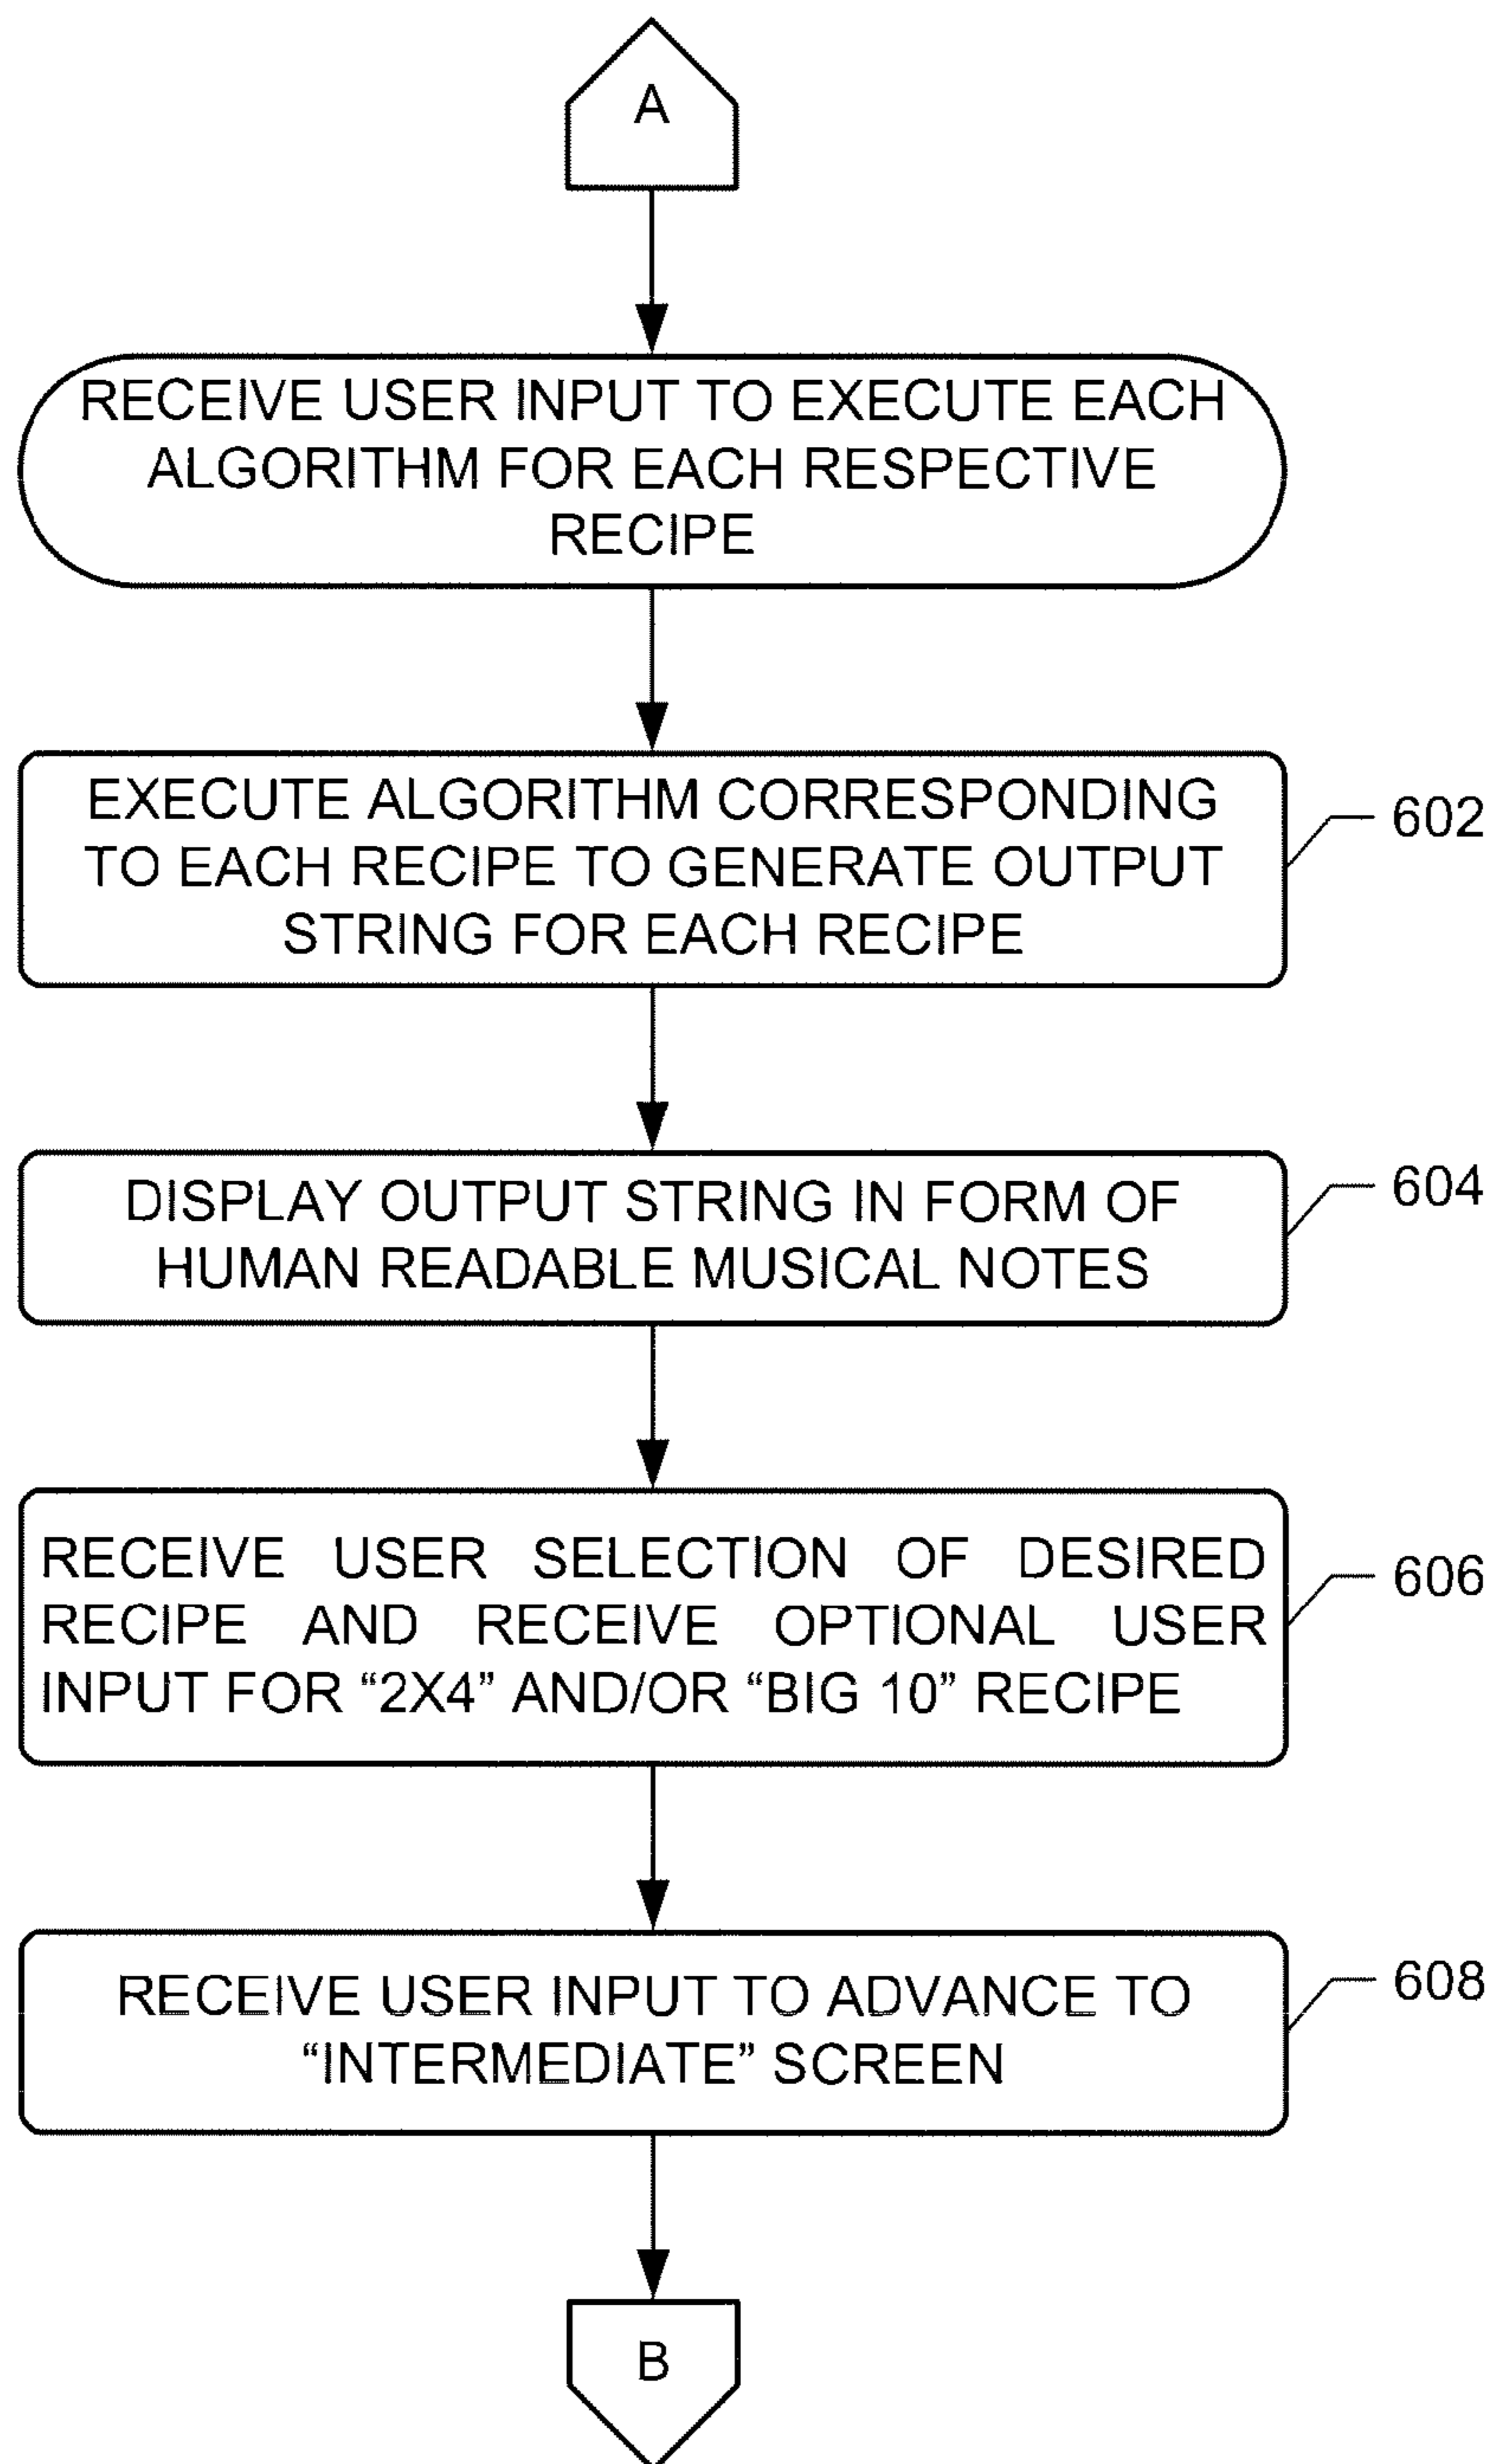 A
RECEIVE USER INPUT TO EXECUTE EACH
ALGORITHM FOR EACH RESPECTIVE
RECIPE
EXECUTE ALGORITHM CORRESPONDING
TO EACH RECIPE TO GENERATE OUTPUT
STRING FOR EACH RECIPE
602
DISPLAY OUTPUT STRING IN FORM OF
HUMAN READABLE MUSICAL NOTES
604
RECEIVE USER SELECTION OF DESIRED
RECIPE AND RECEIVE OPTIONAL USER
INPUT FOR “2X4” AND/OR “BIG 10” RECIPE
606
RECEIVE USER INPUT TO ADVANCE TO
“INTERMEDIATE” SCREEN
608
B